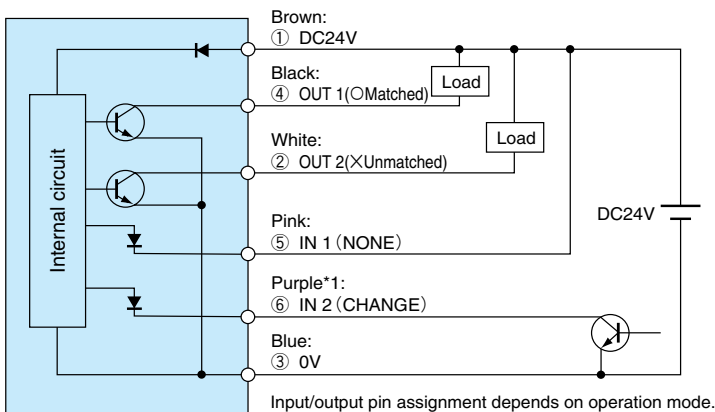 Brown:
① DC24V
Black:
④ OUT 1(○Matched)
Load
White:
② OUT 2(×Unmatched)
Load
Internal circuit
DC24V
Pink:
⑤ IN 1 (NONE)
Purple*1:
⑥ IN 2 (CHANGE)
Blue:
③ 0V
Input/output pin assignment depends on operation mode.